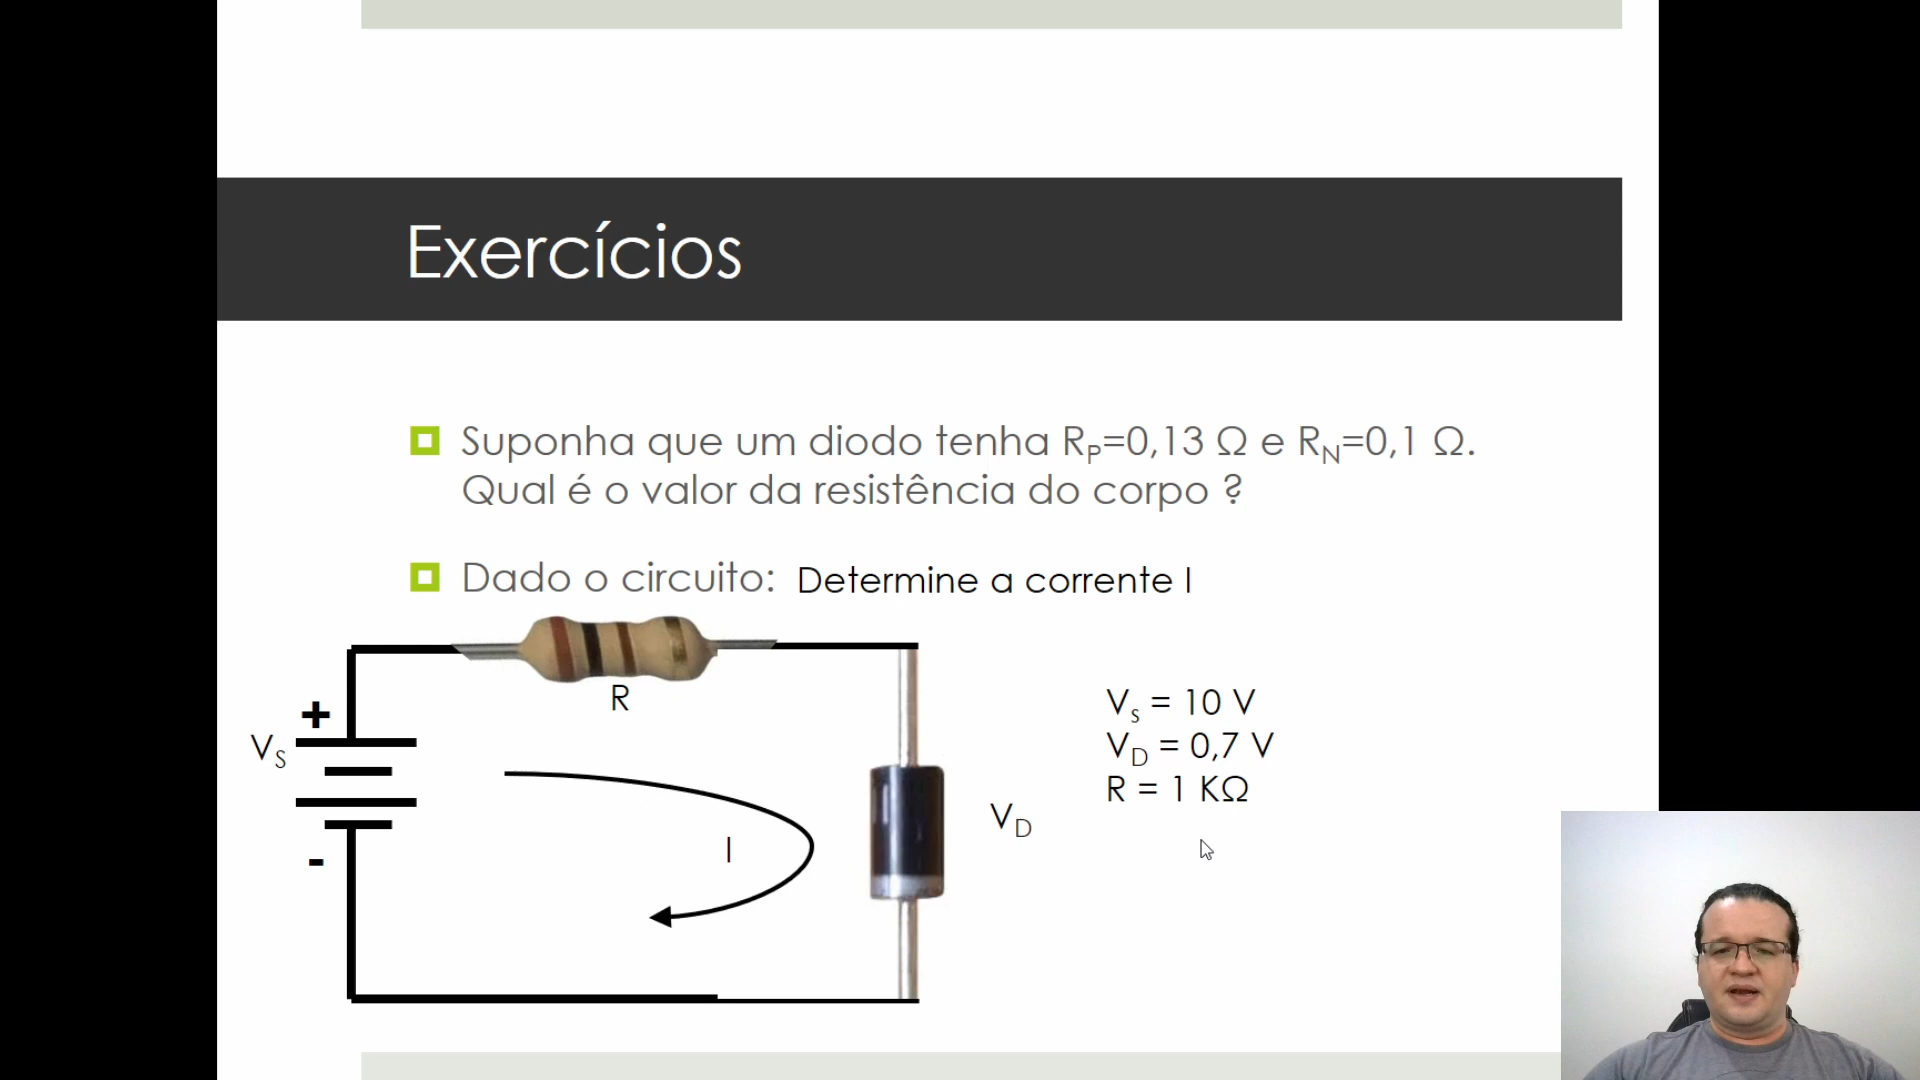 Exercícios
Suponha que um diodo tenha R_P=0,13 Ω e R_N=0,1 Ω.
Qual é o valor da resistência do corpo ?
Dado o circuito: Determine a corrente I
R
+
V_S
-
I
V_D
V_s = 10 V
V_D = 0,7 V
R = 1 KΩ